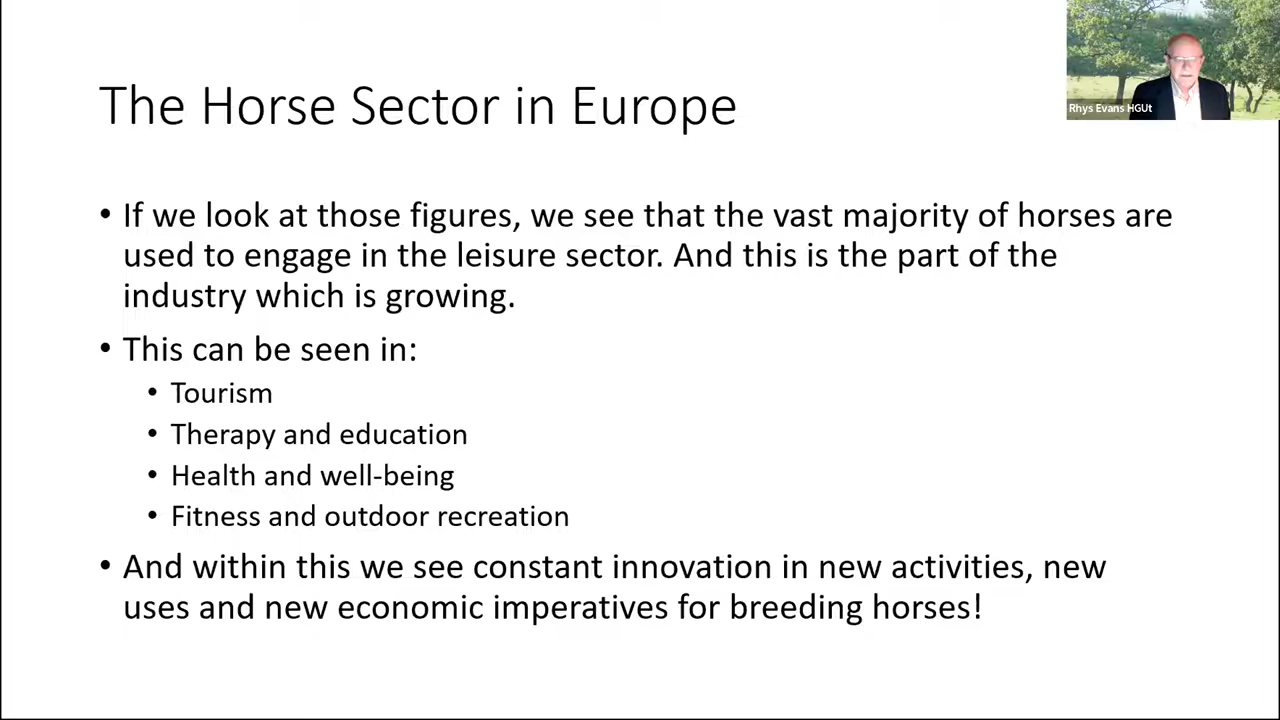 The Horse Sector in Europe
Rhys Evans HGUt
• If we look at those figures, we see that the vast majority of horses are
used to engage in the leisure sector. And this is the part of the
industry which is growing.
• This can be seen in:
• Tourism
• Therapy and education
• Health and well-being
• Fitness and outdoor recreation
• And within this we see constant innovation in new activities, new
uses and new economic imperatives for breeding horses!